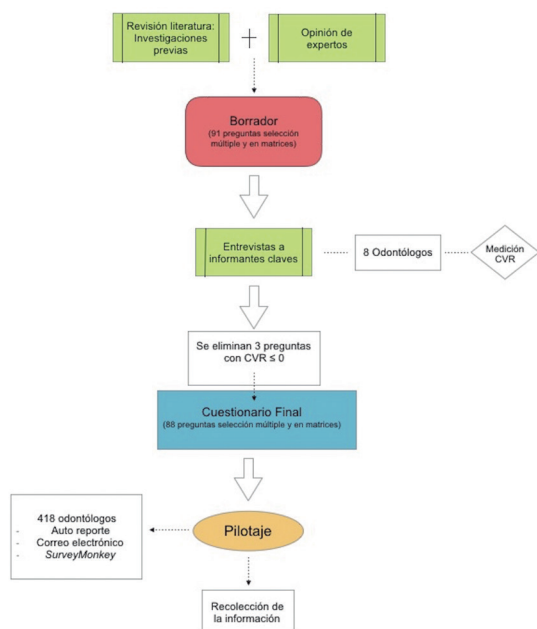 Revisión literatura:
Investigaciones
previas
+
Opinión de
expertos
Borrador
(91 preguntas selección
múltiple y en matrices)
Entrevistas a
informantes claves
8 Odontólogos
Medición
CVR
Se eliminan 3 preguntas
con CVR ≤ 0
Cuestionario Final
(88 preguntas selección múltiple y en matrices)
Pilotaje
418 odontólogos
- Auto reporte
- Correo electrónico
- SurveyMonkey
Recolección de
la información